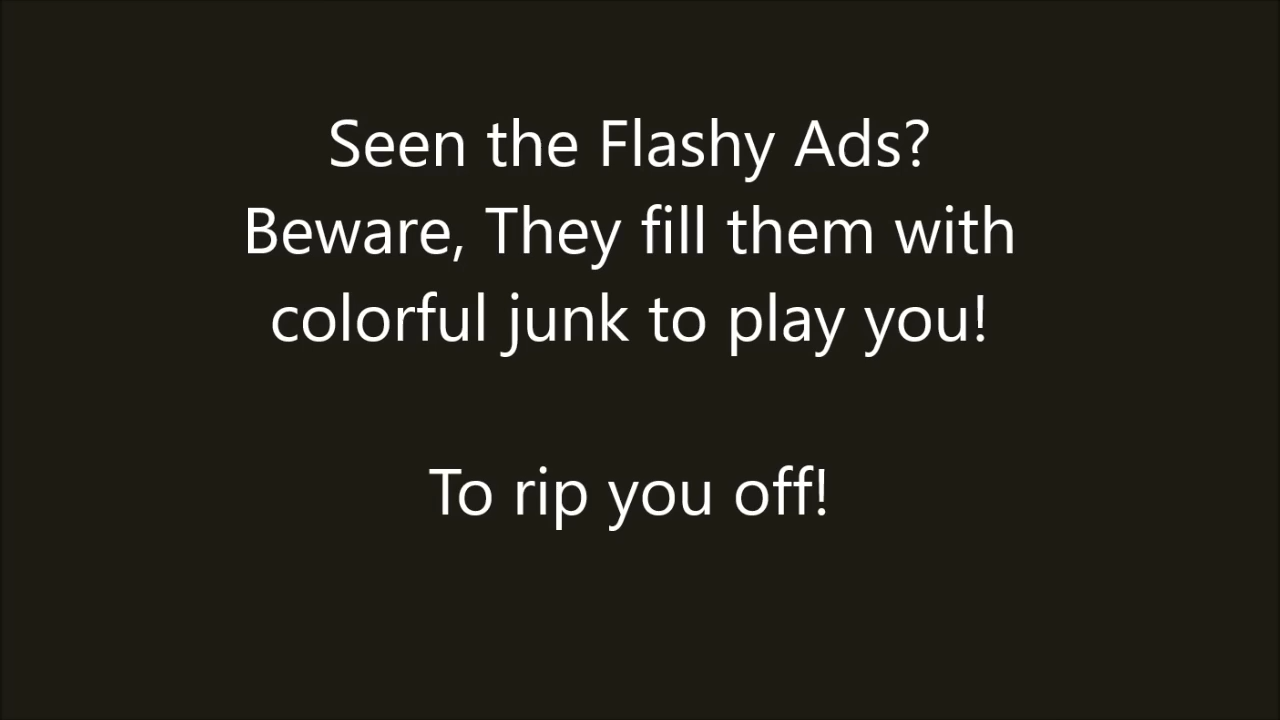 Seen the Flashy Ads?
Beware, They fill them with
colorful junk to play you!
To rip you off!